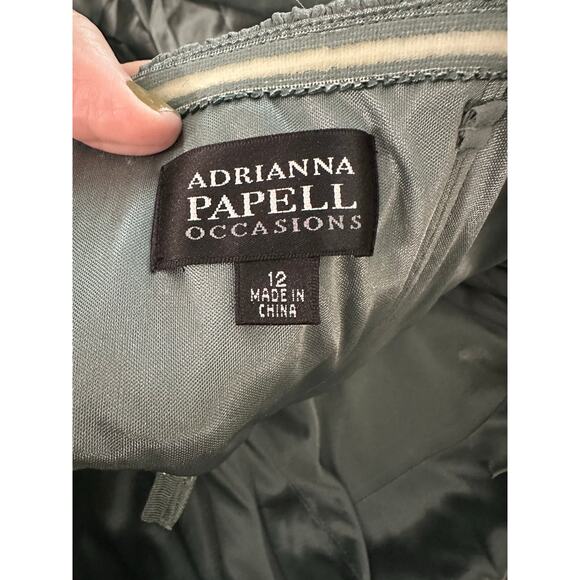 ADRIANNA
PAPELL
OCCASIONS
12
MADE IN
CHINA